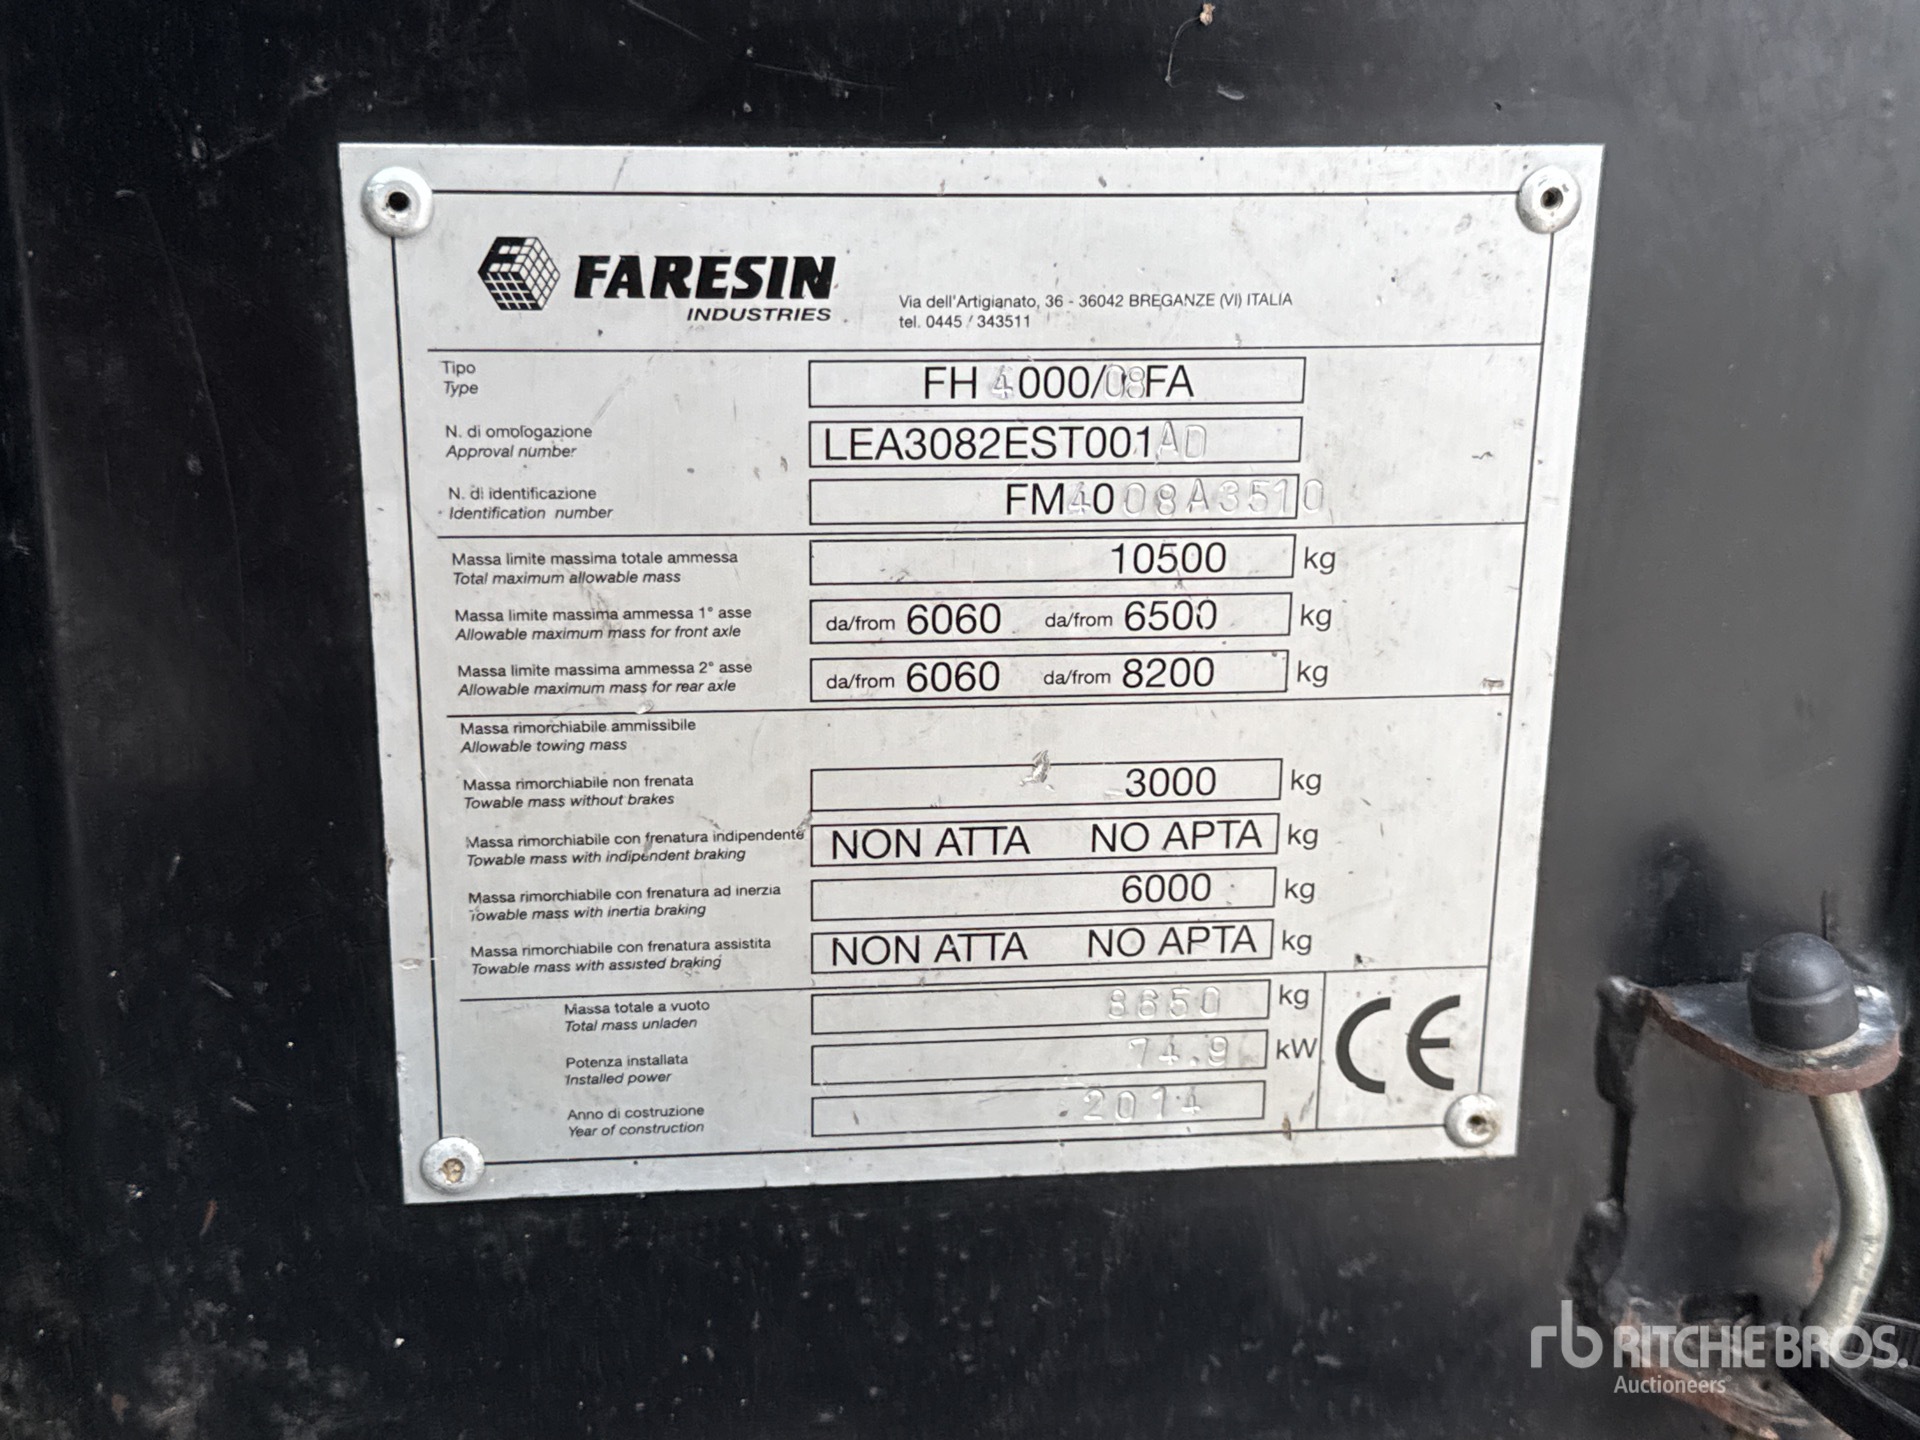 FARESIN
INDUSTRIES
Via dell'Artigianato, 36 - 36042 BREGANZE (VI) ITALIA
tel. 0445 / 343511
Tipo
Type
FH 4000/08FA
N. di omologazione
Approval number
LEA3082EST001AD
N. di identificazione
Identification number
FM4008A3510
Massa limite massima totale ammessa
Total maximum allowable mass
10500 kg
Massa limite massima ammessa 1° asse
Allowable maximum mass for front axle
da/from 6060 da/from 6500 kg
Massa limite massima ammessa 2° asse
Allowable maximum mass for rear axle
da/from 6060 da/from 8200 kg
Massa rimorchiabile ammissibile
Allowable towing mass
Massa rimorchiabile non frenata
Towable mass without brakes
3000 kg
Massa rimorchiabile con frenatura indipendente
Towable mass with indipendent braking
NON ATTA NO APTA kg
Massa rimorchiabile con frenatura ad inerzia
Towable mass with inertia braking
6000 kg
Massa rimorchiabile con frenatura assistita
Towable mass with assisted braking
NON ATTA NO APTA kg
Massa totale a vuoto
Total mass unladen
8650 kg
Potenza installata
Installed power
74.9 kW
Anno di costruzione
Year of construction
2014
CE
rb RITCHIE BROS.
Auctioneers